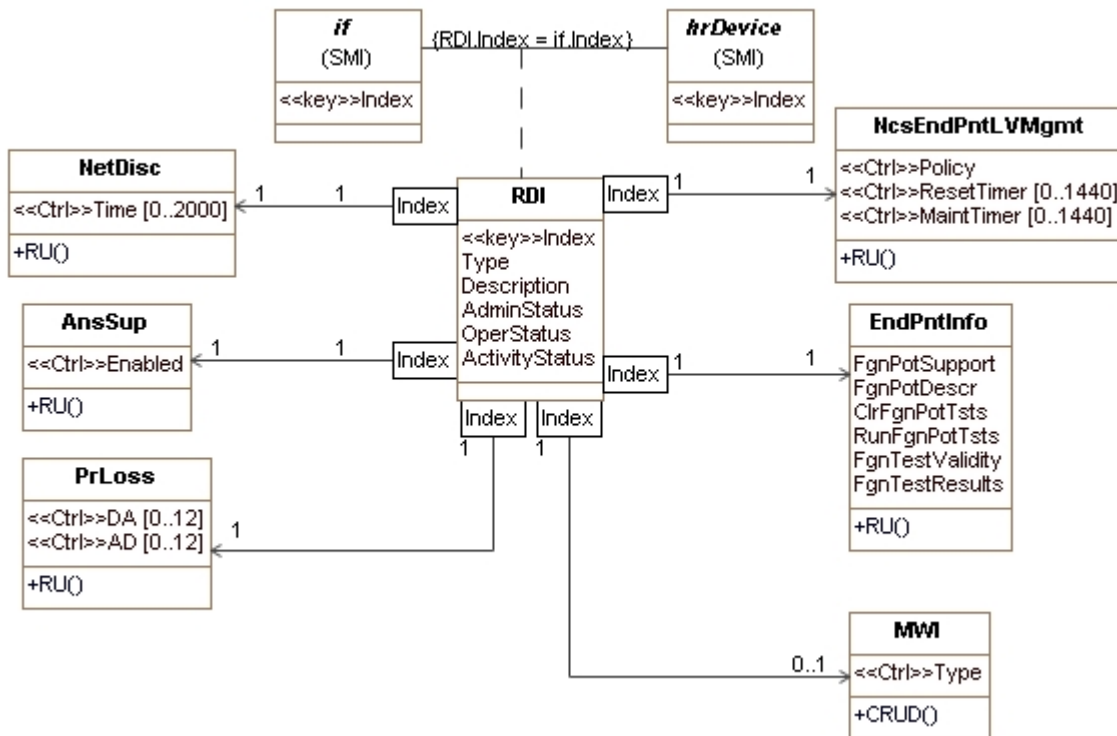 if
(SMI)
<<key>>Index
{RDI.Index = if.Index}
hrDevice
(SMI)
<<key>>Index
NetDisc
<<Ctrl>>Time [0..2000]
+RU()
1
1
Index
RDI
<<key>>Index
Type
Description
AdminStatus
OperStatus
ActivityStatus
Index
1
1
NcsEndPntLVMgmt
<<Ctrl>>Policy
<<Ctrl>>ResetTimer [0..1440]
<<Ctrl>>MaintTimer [0..1440]
+RU()
AnsSup
<<Ctrl>>Enabled
+RU()
1
1
Index
Index
1
1
EndPntInfo
FgnPotSupport
FgnPotDescr
ClrFgnPotTsts
RunFgnPotTsts
FgnTestValidity
FgnTestResults
+RU()
Index
1
Index
1
PrLoss
<<Ctrl>>DA [0..12]
<<Ctrl>>AD [0..12]
+RU()
1
0..1
MWI
<<Ctrl>>Type
+CRUD()